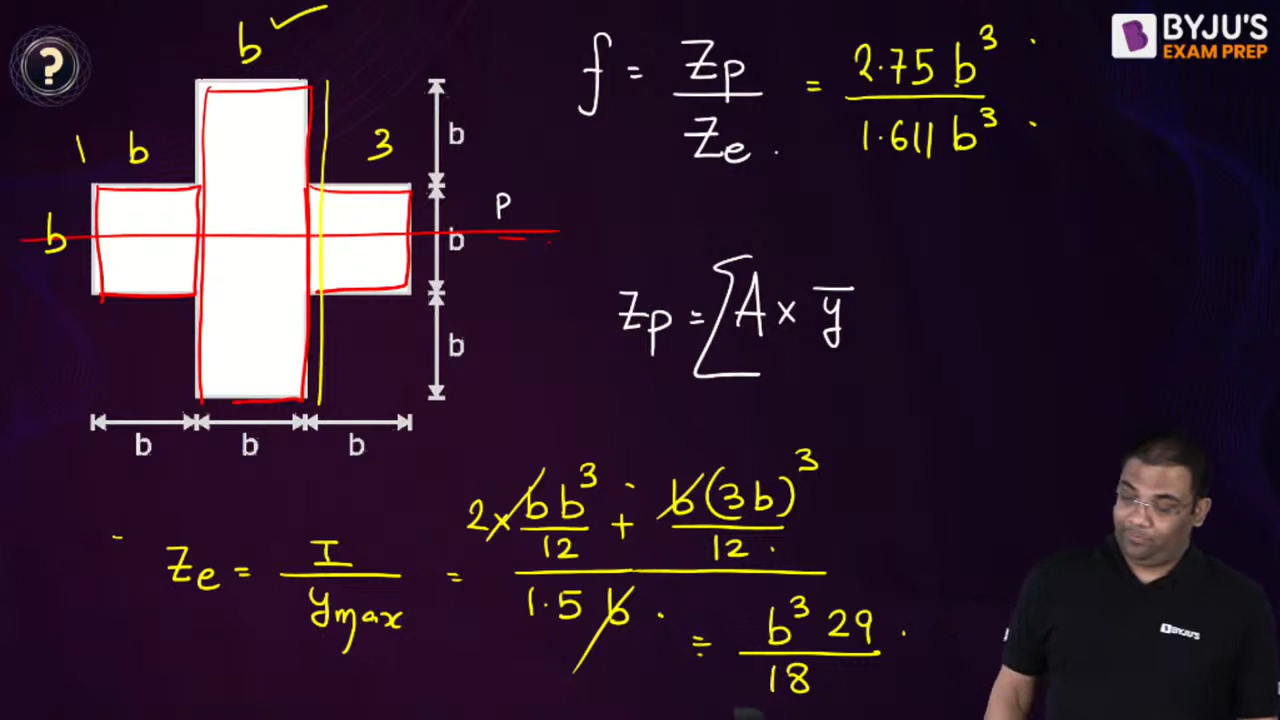 ?
BYJU'S
EXAM PREP
b
1 b
b
3
b
b
b
b b b
P
f = Zp / Ze = 2.75 b³ / 1.611 b³
Zp = ∑ A × ȳ
Ze = I / ymax = (2 × b b³ / 12 + b (3b)³ / 12) / 1.5 b
= b³ 29 / 18
BYJU'S